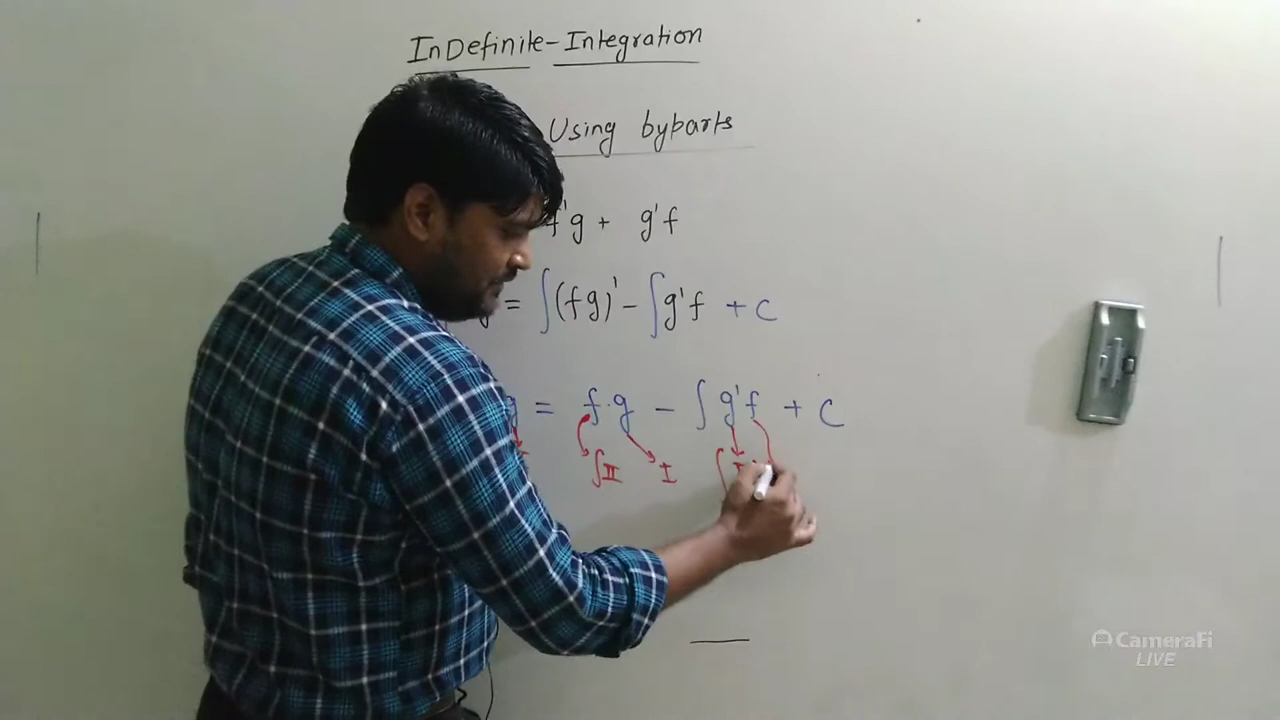 InDefinite-Integration
Using byparts
f'g + g'f
= ∫(fg)' - ∫g'f + c
g = f·g - ∫g'f + C
∫II I ∫
CameraFi
LIVE